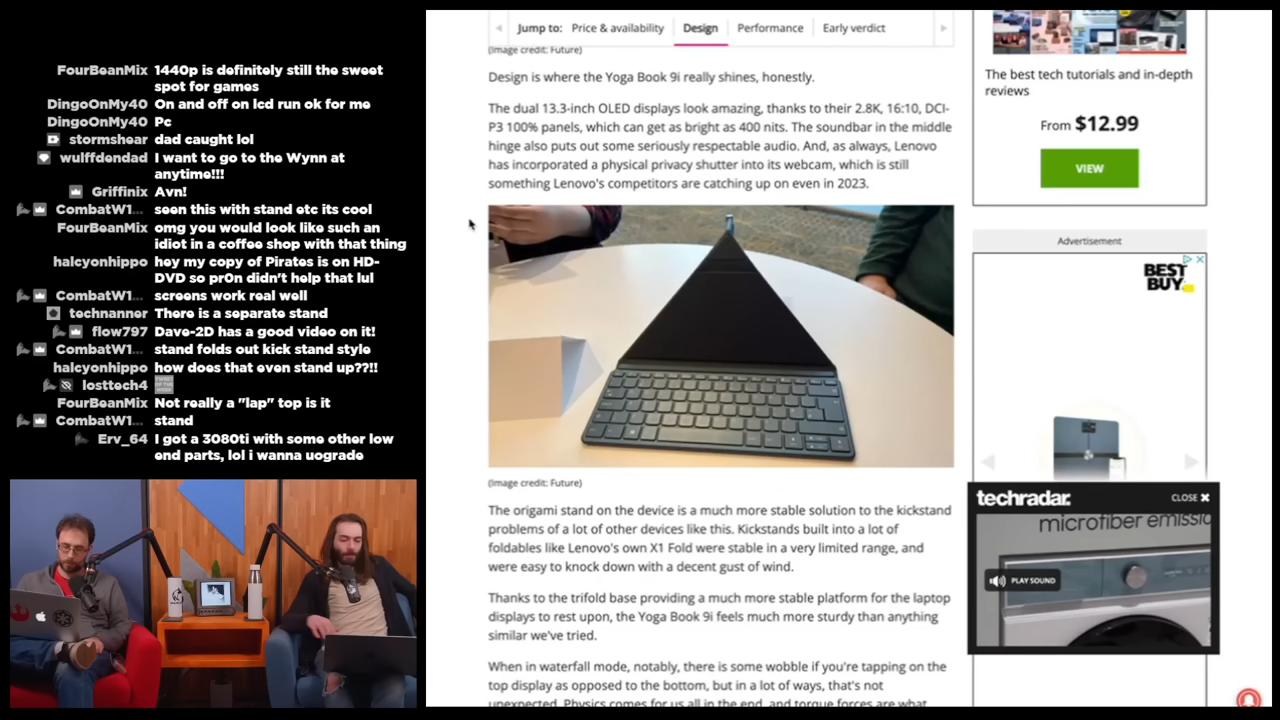 FourBeanMix 1440p is definitely still the sweet
spot for games
DingoOnMy40 On and off on lcd run ok for me
DingoOnMy40 Pc
stormshear dad caught lol
wulffdendad I want to go to the Wynn at
anytime!!!
Griffinix Avn!
CombatW1... seen this with stand etc its cool
FourBeanMix omg you would look like such an
idiot in a coffee shop with that thing
halcyonhippo hey my copy of Pirates is on HD-
DVD so pr0n didn't help that lul
CombatW1... screens work real well
technanner There is a separate stand
flow797 Dave-2D has a good video on it!
CombatW1... stand folds out kick stand style
halcyonhippo how does that even stand up??!!
losttech4
FourBeanMix Not really a "lap" top is it
CombatW1... stand
Erv_64 I got a 3080ti with some other low
end parts, lol i wanna uograde
Jump to: Price & availability Design Performance Early verdict
(Image credit: Future)
Design is where the Yoga Book 9i really shines, honestly.
The dual 13.3-inch OLED displays look amazing, thanks to their 2.8K, 16:10, DCI-
P3 100% panels, which can get as bright as 400 nits. The soundbar in the middle
hinge also puts out some seriously respectable audio. And, as always, Lenovo
has incorporated a physical privacy shutter into its webcam, which is still
something Lenovo's competitors are catching up on even in 2023.
(Image credit: Future)
The origami stand on the device is a much more stable solution to the kickstand
problems of a lot of other devices like this. Kickstands built into a lot of
foldables like Lenovo's own X1 Fold were stable in a very limited range, and
were easy to knock down with a decent gust of wind.
Thanks to the trifold base providing a much more stable platform for the laptop
displays to rest upon, the Yoga Book 9i feels much more sturdy than anything
similar we've tried.
When in waterfall mode, notably, there is some wobble if you're tapping on the
top display as opposed to the bottom, but in a lot of ways, that's not
unexpected. Physics comes for us all in the end, and torque forces are what
The best tech tutorials and in-depth
reviews
From $12.99
VIEW
Advertisement
BEST
BUY
techradar.
CLOSE ✖
microfiber emissio
PLAY SOUND